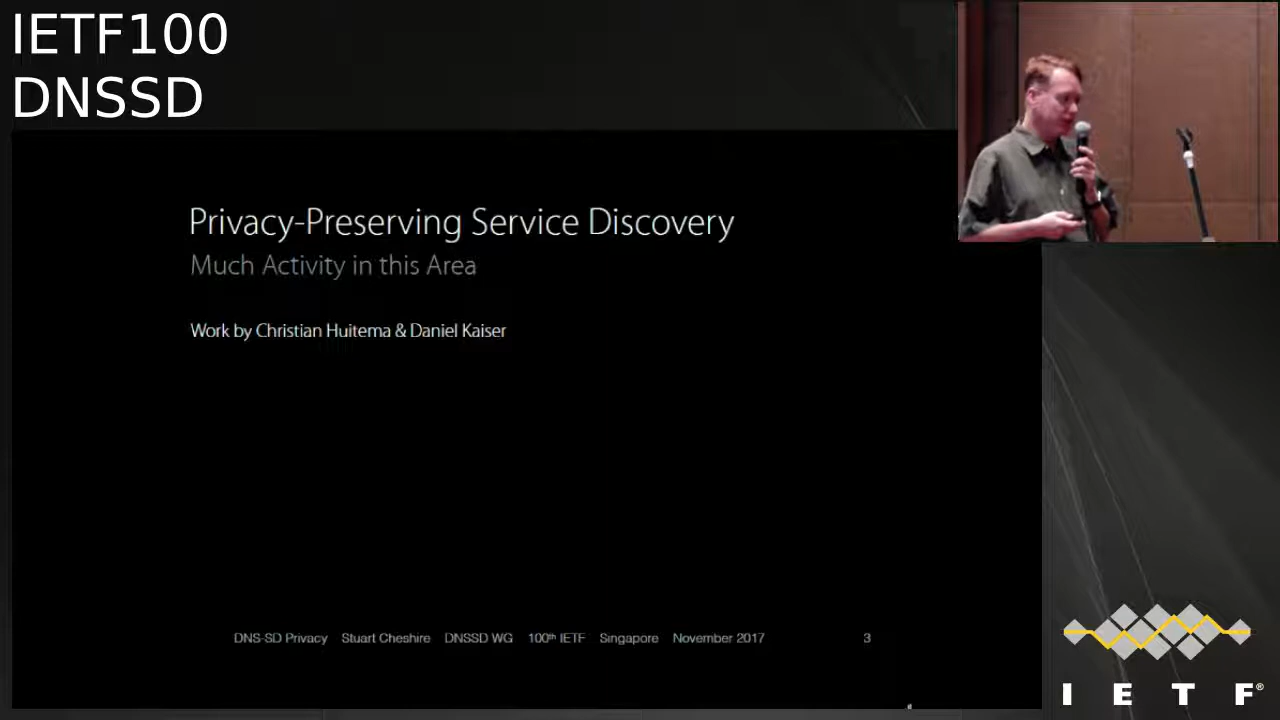 IETF100
DNSSD
Privacy-Preserving Service Discovery
Much Activity in this Area
Work by Christian Huitema & Daniel Kaiser
DNS-SD Privacy Stuart Cheshire DNSSD WG 100th IETF Singapore November 2017 3
I E T F®